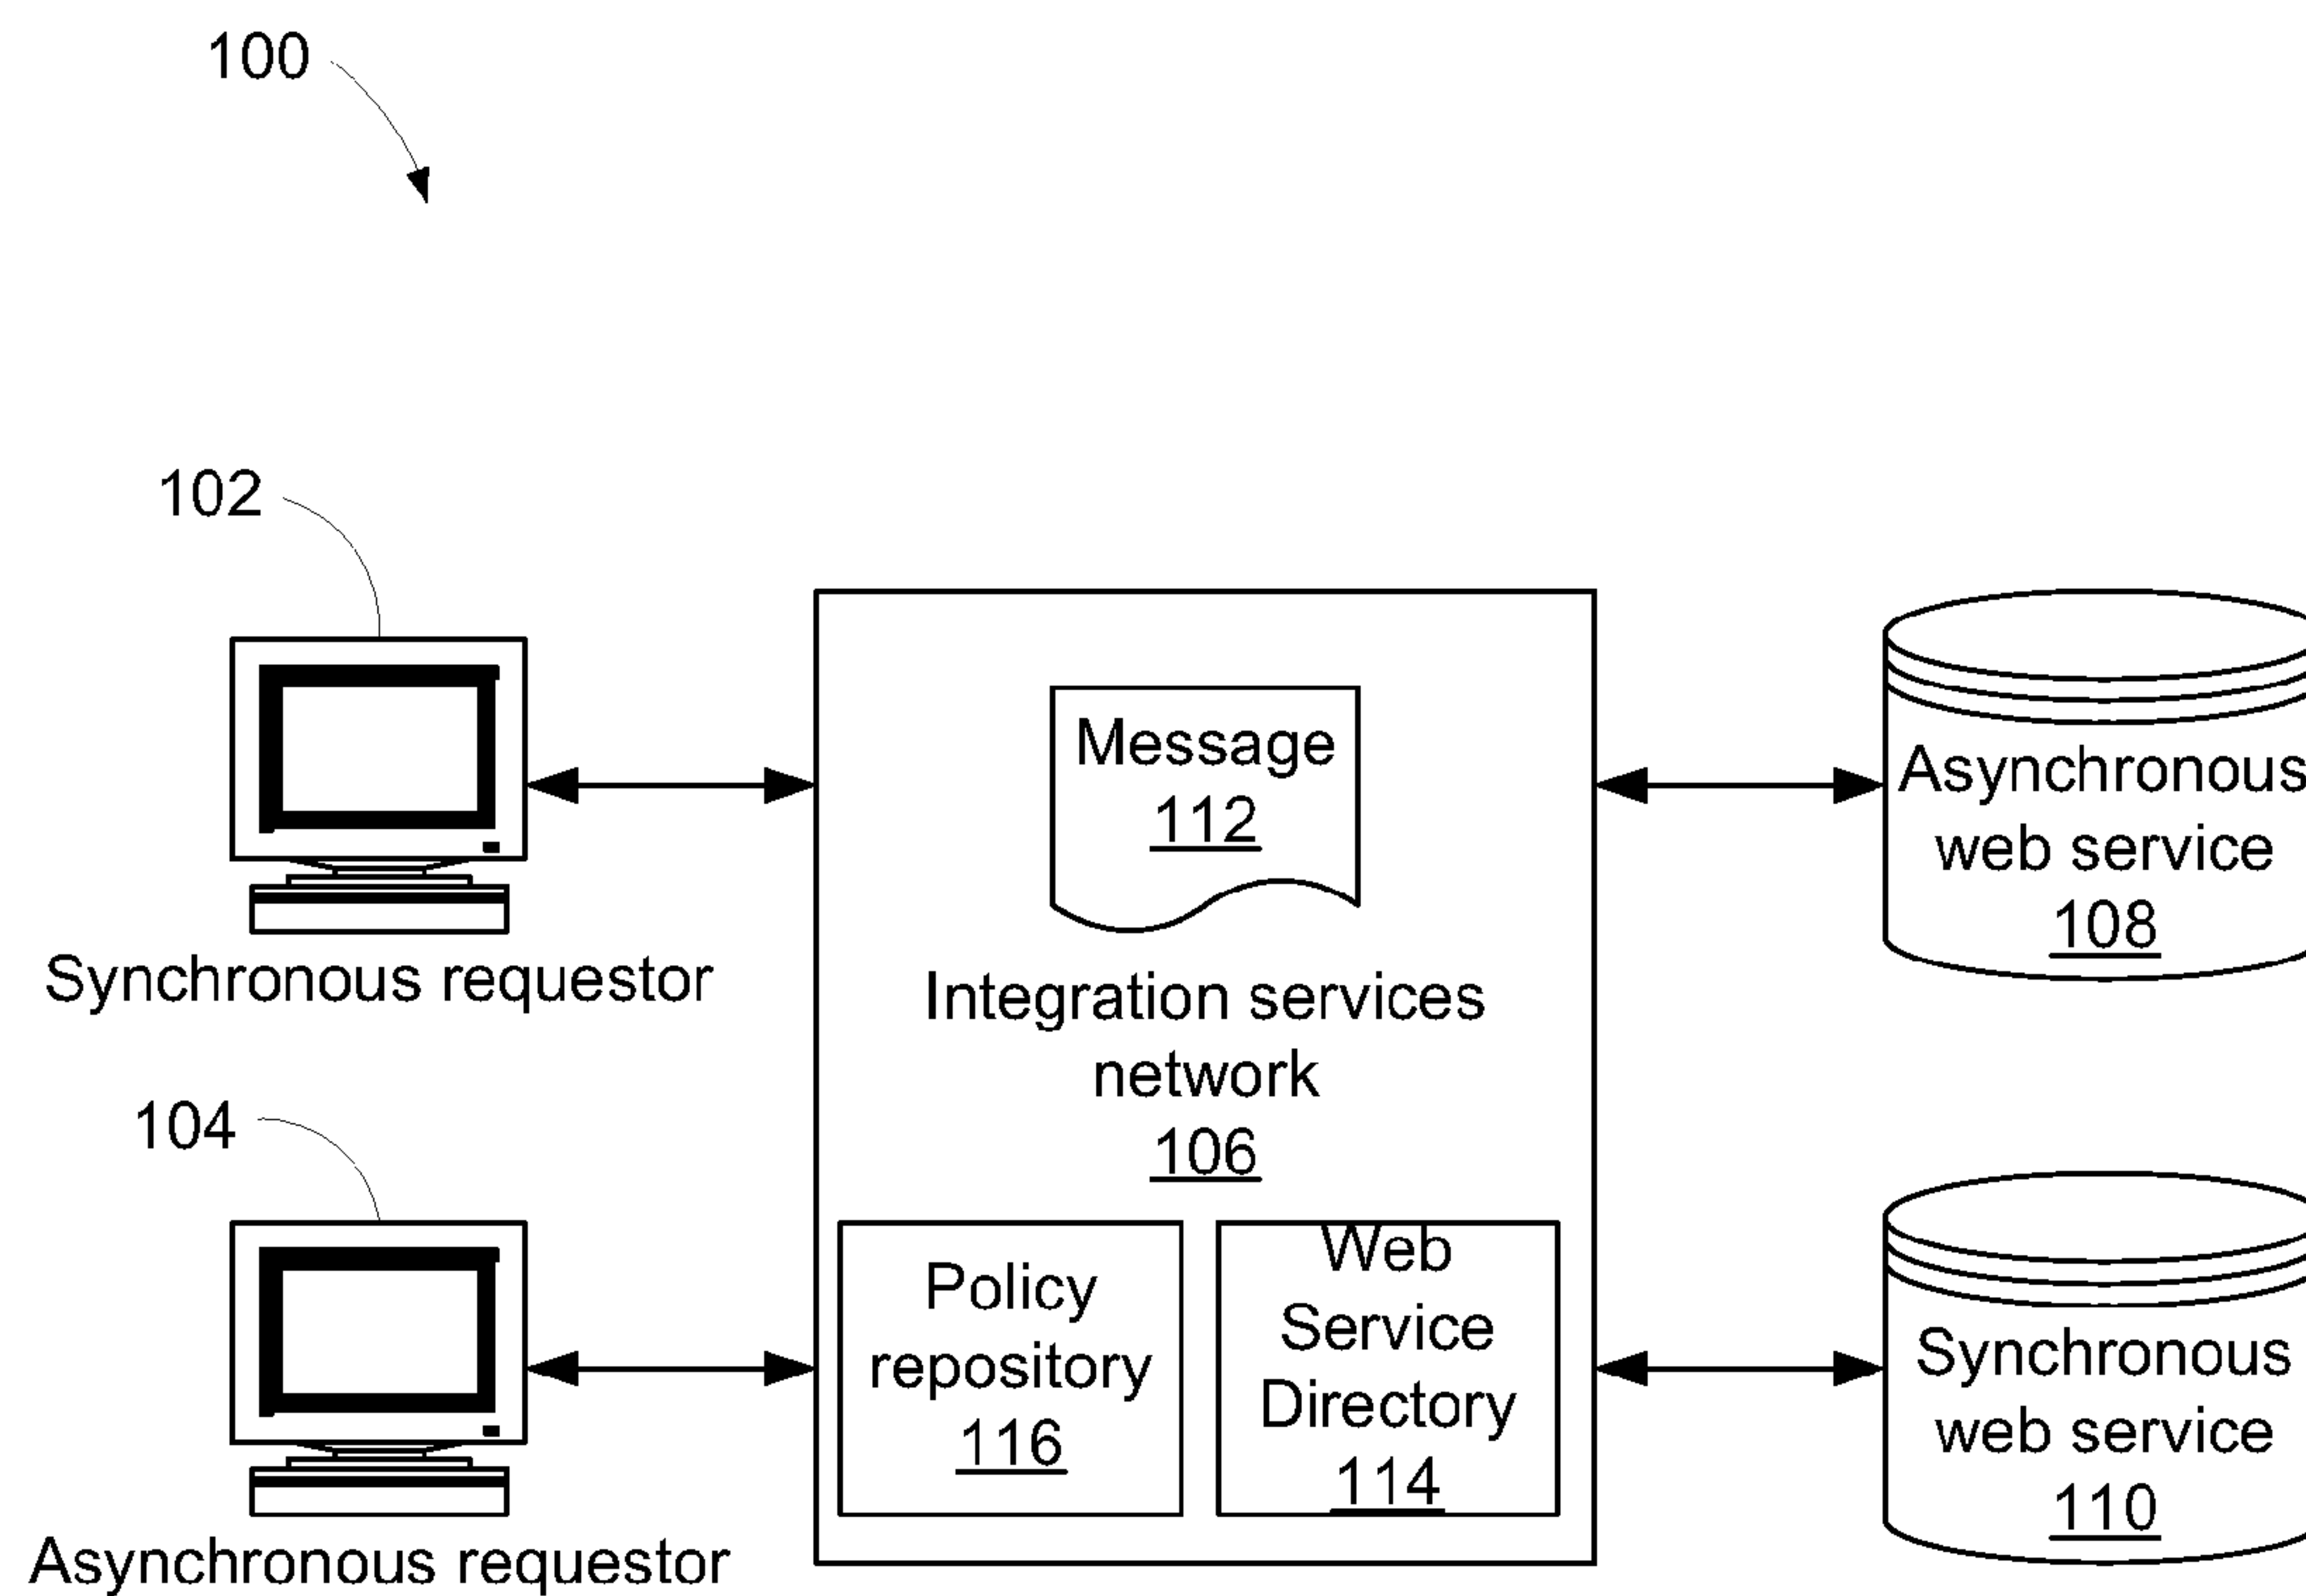 100
102
Synchronous requestor
104
Asynchronous requestor
Message
112
Integration services
network
106
Policy
repository
116
Web
Service
Directory
114
Asynchronous
web service
108
Synchronous
web service
110